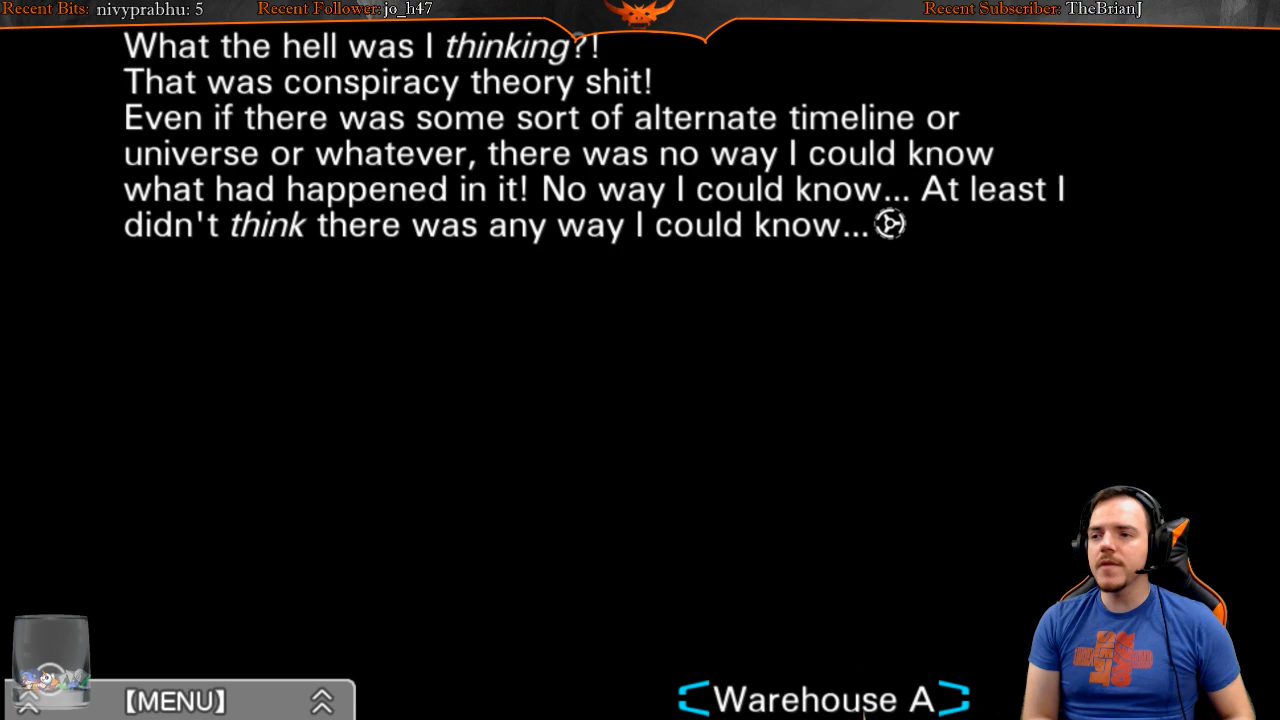 Recent Bits: nivyprabhu: 5
Recent Follower: jo_h47
Recent Subscriber: TheBrianJ
What the hell was I thinking?!
That was conspiracy theory shit!
Even if there was some sort of alternate timeline or
universe or whatever, there was no way I could know
what had happened in it! No way I could know... At least I
didn't think there was any way I could know...
【MENU】
Warehouse A